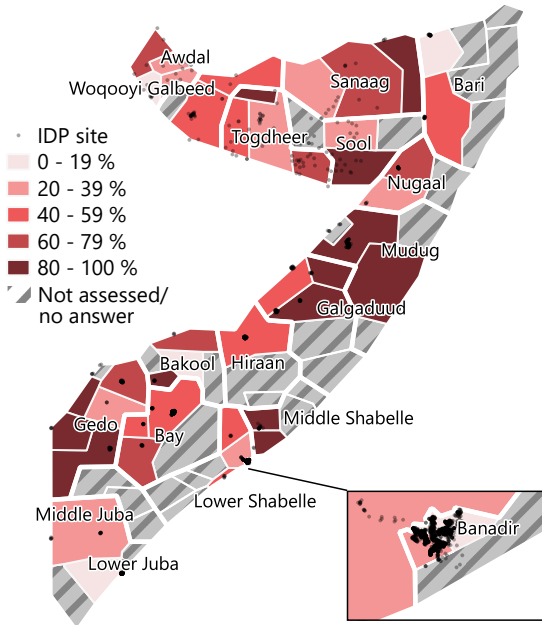 Awdal
Woqooyi Galbeed
Sanaag
Bari
Togdheer
Sool
Nugaal
IDP site
0 - 19 %
20 - 39 %
40 - 59 %
60 - 79 %
80 - 100 %
Not assessed/
no answer
Mudug
Galgaduud
Bakool
Hiraan
Gedo
Bay
Middle Shabelle
Lower Shabelle
Middle Juba
Lower Juba
Banadir